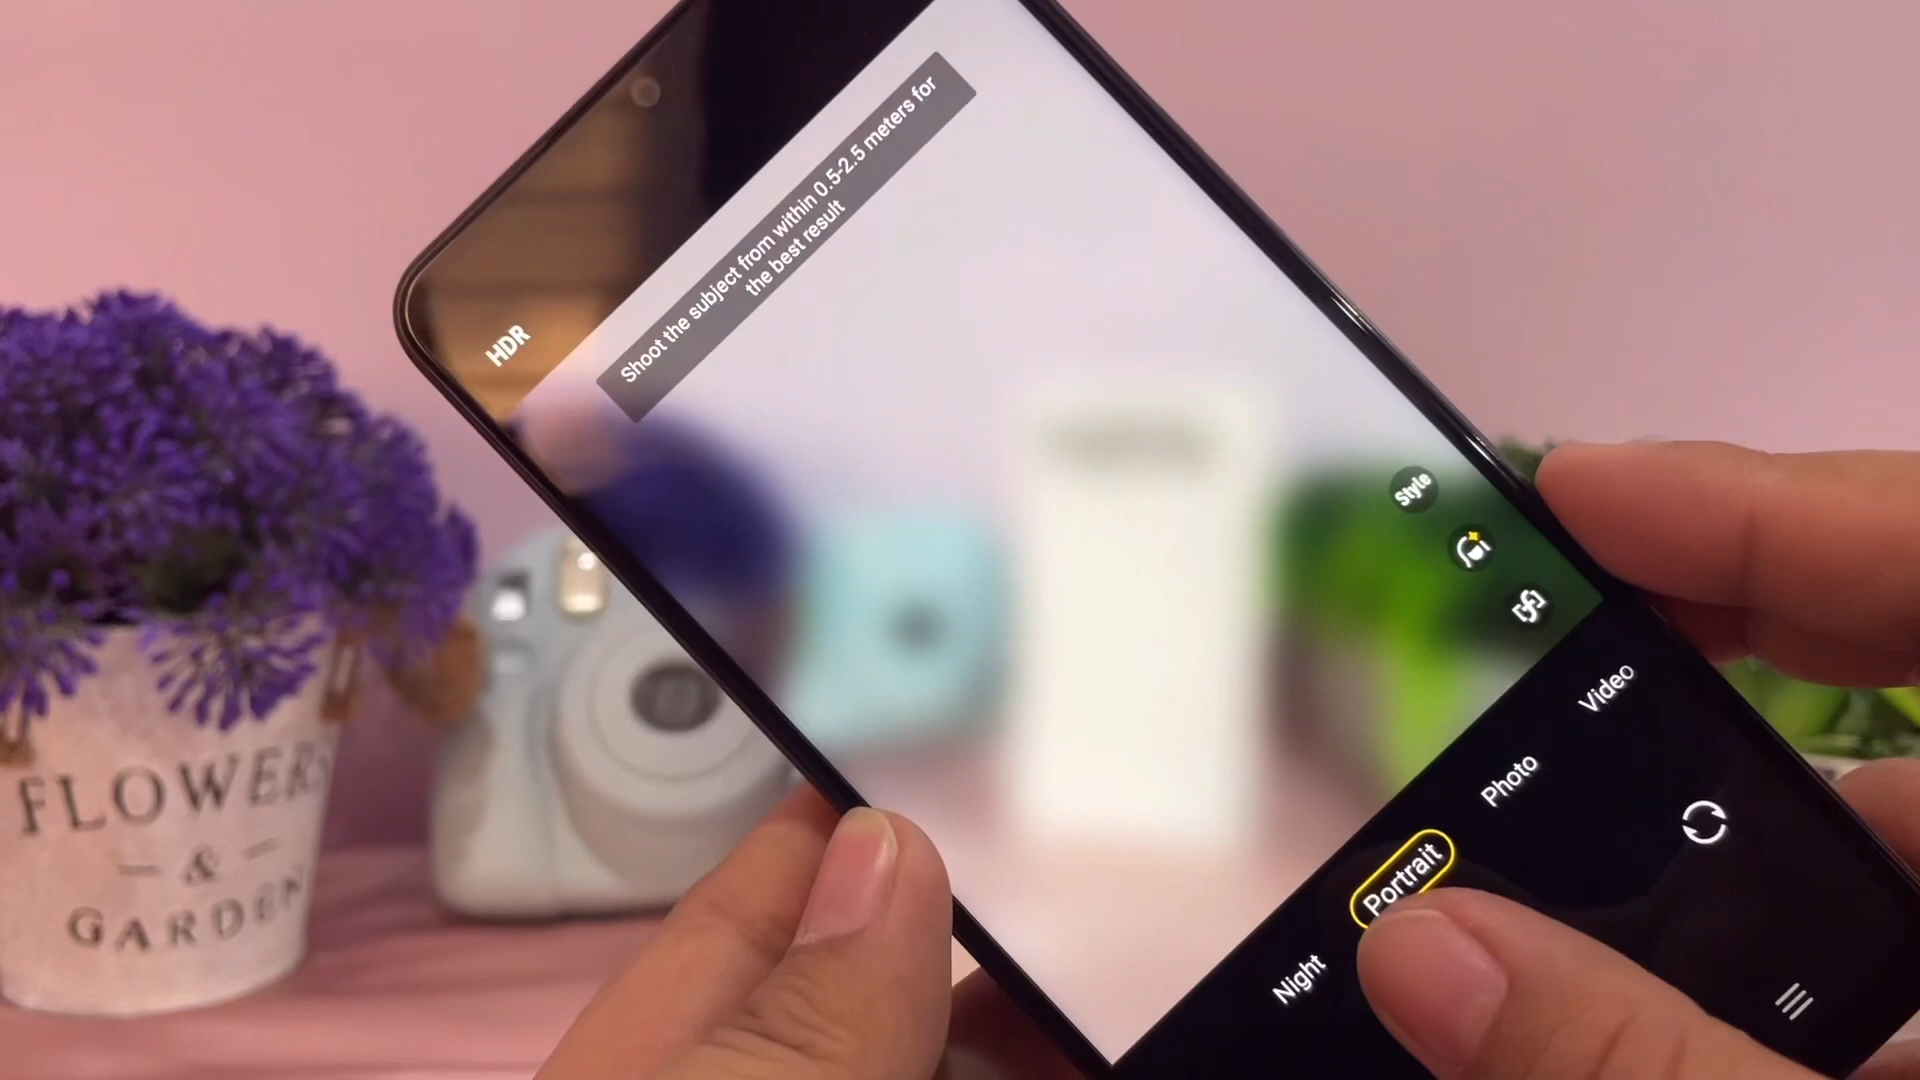 HDR
Shoot the subject from within 0.5-2.5 meters for
the best result
Style
Video
Photo
Portrait
Night
FLOWERS
&
GARDEN